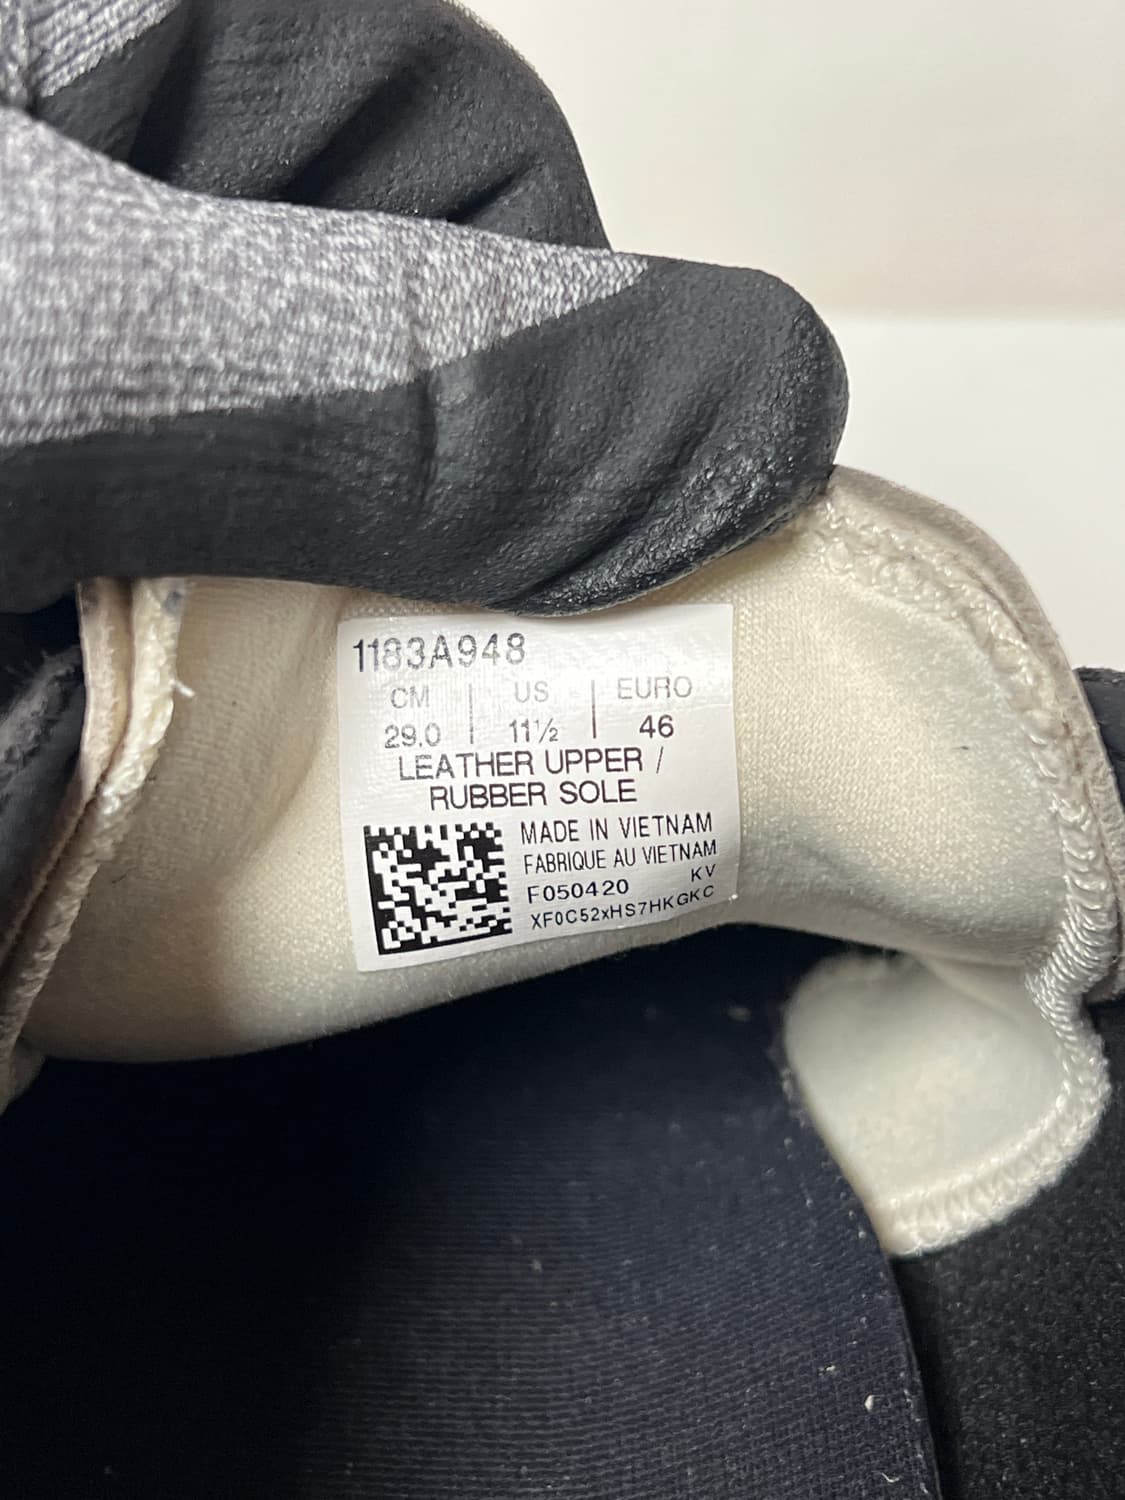 1183A948
CM | US | EURO
29.0 | 11½ | 46
LEATHER UPPER /
RUBBER SOLE
MADE IN VIETNAM
FABRIQUE AU VIETNAM
KV
F050420
XF0C52xHS7HKGKC